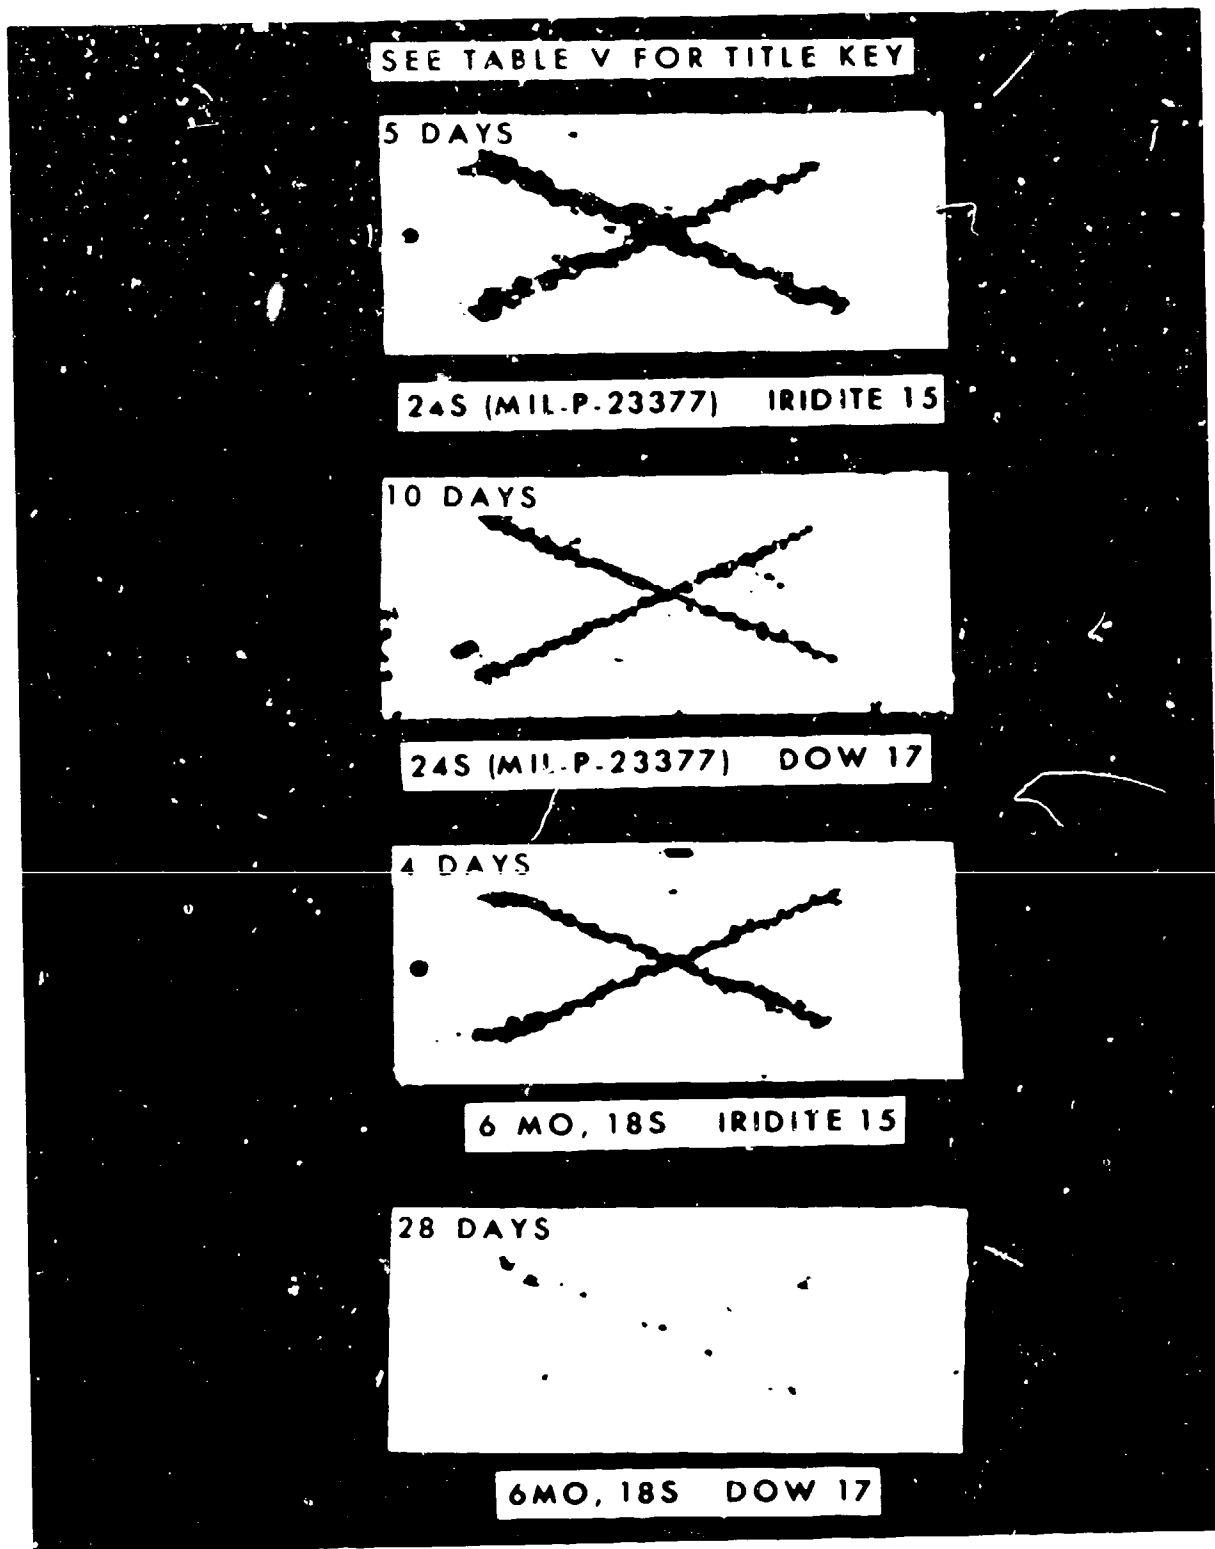 SEE TABLE V FOR TITLE KEY
5 DAYS
24S (MIL-P-23377) IRIDITE 15
10 DAYS
24S (MIL-P-23377) DOW 17
4 DAYS
6 MO, 18S IRIDITE 15
28 DAYS
6MO, 18S DOW 17